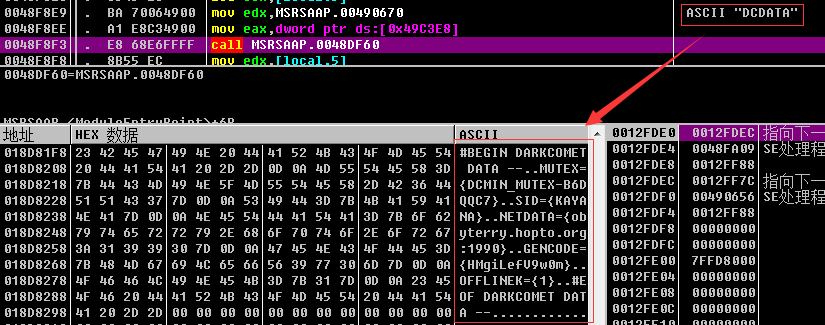 0048F8E9 . BA 70064900 mov edx,MSRSAAP.00490670 ASCII "DCDATA"
0048F8EE . A1 E8C34900 mov eax,dword ptr ds:[0x49C3E8]
0048F8F3 . E8 68E6FFFF call MSRSAAP.0048DF60
0048F8F8 . 8B55 EC mov edx,[local.5]
0048DF60=MSRSAAP.0048DF60
地址 HEX 数据 ASCII
018D81F8 23 42 45 47 49 4E 20 44 41 52 4B 43 4F 4D 45 54 #BEGIN DARKCOMET
018D8208 20 44 41 54 41 20 2D 2D 0D 0A 4D 55 54 45 58 3D  DATA --..MUTEX=
018D8218 7B 44 43 4D 49 4E 5F 4D 55 54 45 58 2D 42 36 44 {DCMIN_MUTEX-B6D
018D8228 51 51 43 37 7D 0D 0A 53 49 44 3D 7B 4B 41 59 41 QQC7}..SID={KAYA
018D8238 4E 41 7D 0D 0A 4E 45 54 44 41 54 41 3D 7B 6F 62 NA}..NETDATA={ob
018D8248 79 74 65 72 72 79 2E 68 6F 70 74 6F 2E 6F 72 67 yterry.hopto.org
018D8258 3A 31 39 39 30 7D 0D 0A 47 45 4E 43 4F 44 45 3D :1990}..GENCODE=
018D8268 7B 48 4D 67 69 4C 65 66 56 39 77 30 6D 7D 0D 0A {HMgiLefV9w0m}..
018D8278 4F 46 46 4C 49 4E 45 4B 3D 7B 31 7D 0D 0A 23 45 OFFLINEK={1}..#E
018D8288 4F 46 20 44 41 52 4B 43 4F 4D 45 54 20 44 41 54 OF DARKCOMET DAT
018D8298 41 20 2D 2D 00 00 00 00 00 00 00 00 00 00 00 00 A --............
0012FDE0 0012FDEC 指向下一
0012FDE4 0048FA09 SE处理程
0012FDE8 0012FF88
0012FDEC 0012FF7C 指向下一
0012FDF0 00490656 SE处理程
0012FDF4 0012FF88
0012FDF8 00000000
0012FDFC 00000000
0012FE00 7FFD8000
0012FE04 00000000
0012FE08 00000000
0012FE0C 00000000